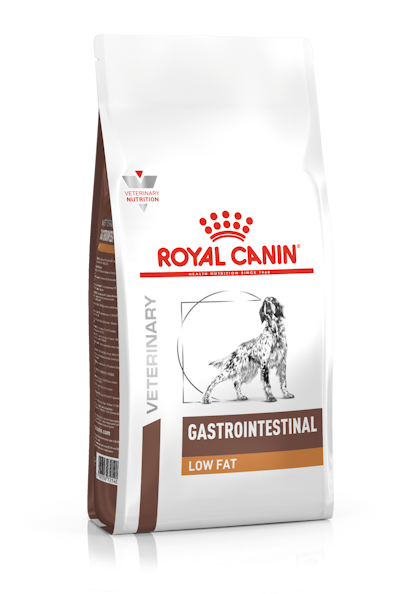 VETERINARY
NUTRITION
ROYAL CANIN
HEALTH NUTRITION SINCE 1968
VETERINARY
GASTROINTESTINAL
LOW FAT